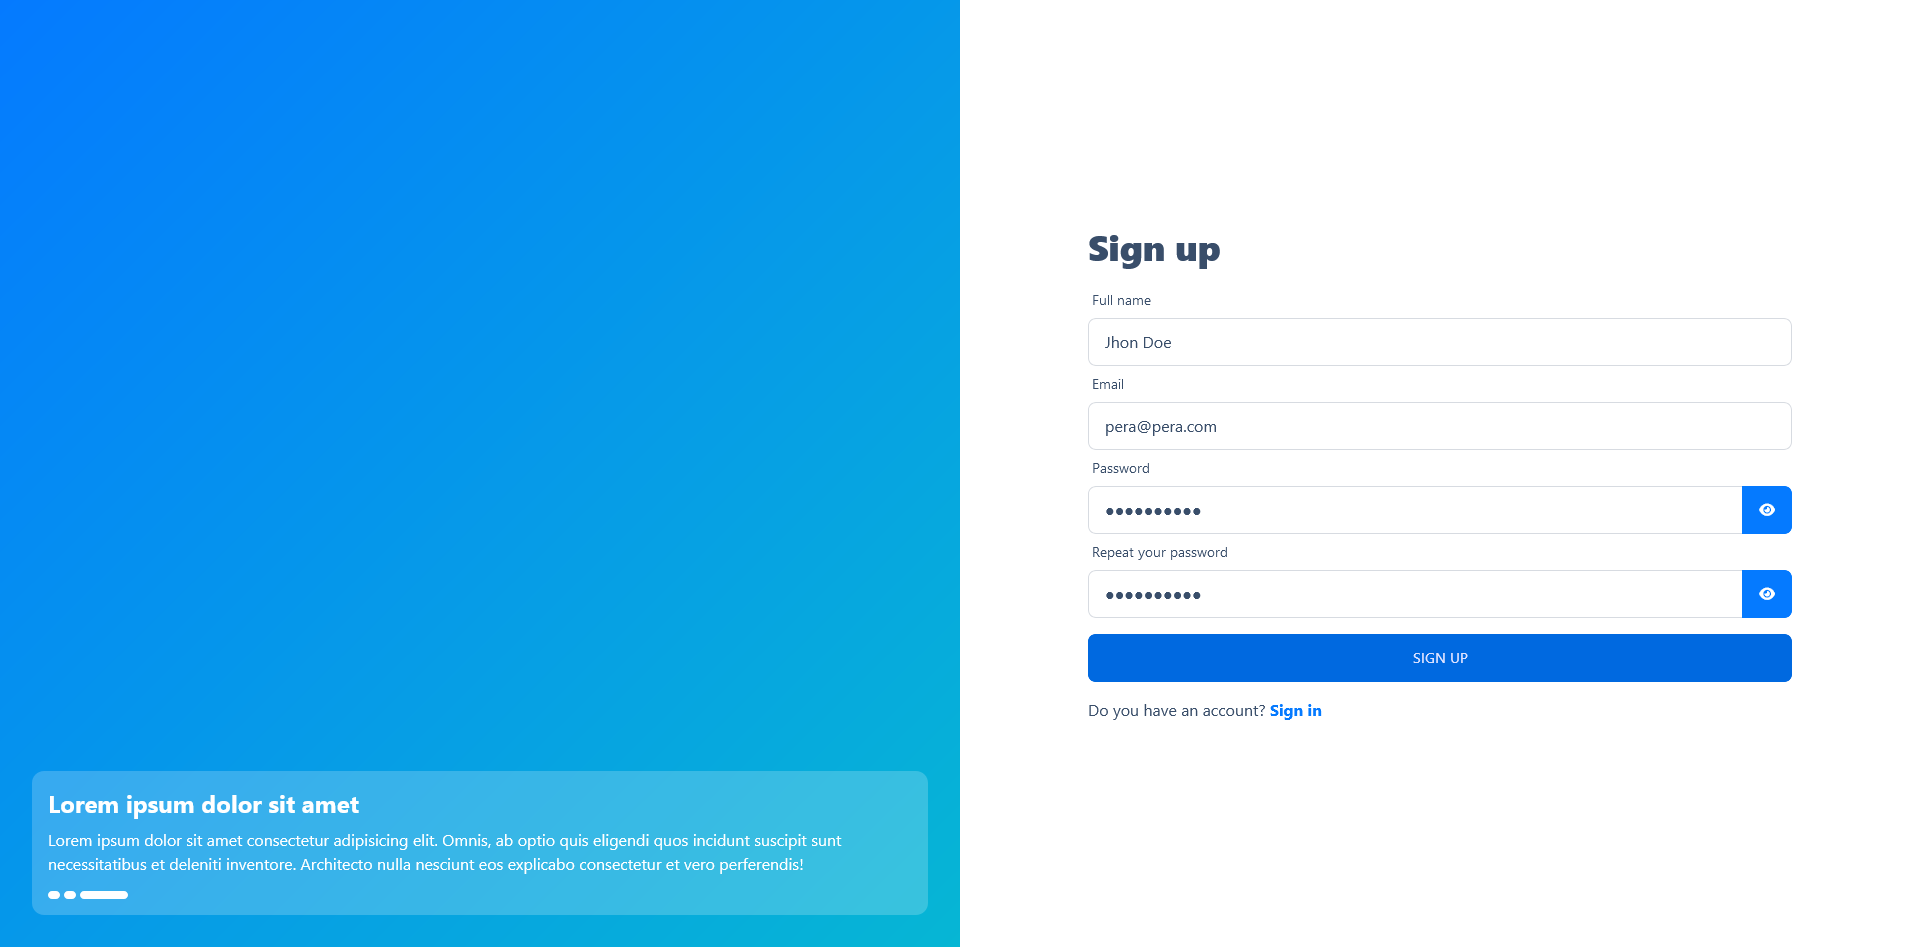 Sign up
Full name
Jhon Doe
Email
pera@pera.com
Password
••••••••••
Repeat your password
••••••••••
SIGN UP
Do you have an account? Sign in
Lorem ipsum dolor sit amet
Lorem ipsum dolor sit amet consectetur adipisicing elit. Omnis, ab optio quis eligendi quos incidunt suscipit sunt
necessitatibus et deleniti inventore. Architecto nulla nesciunt eos explicabo consectetur et vero perferendis!